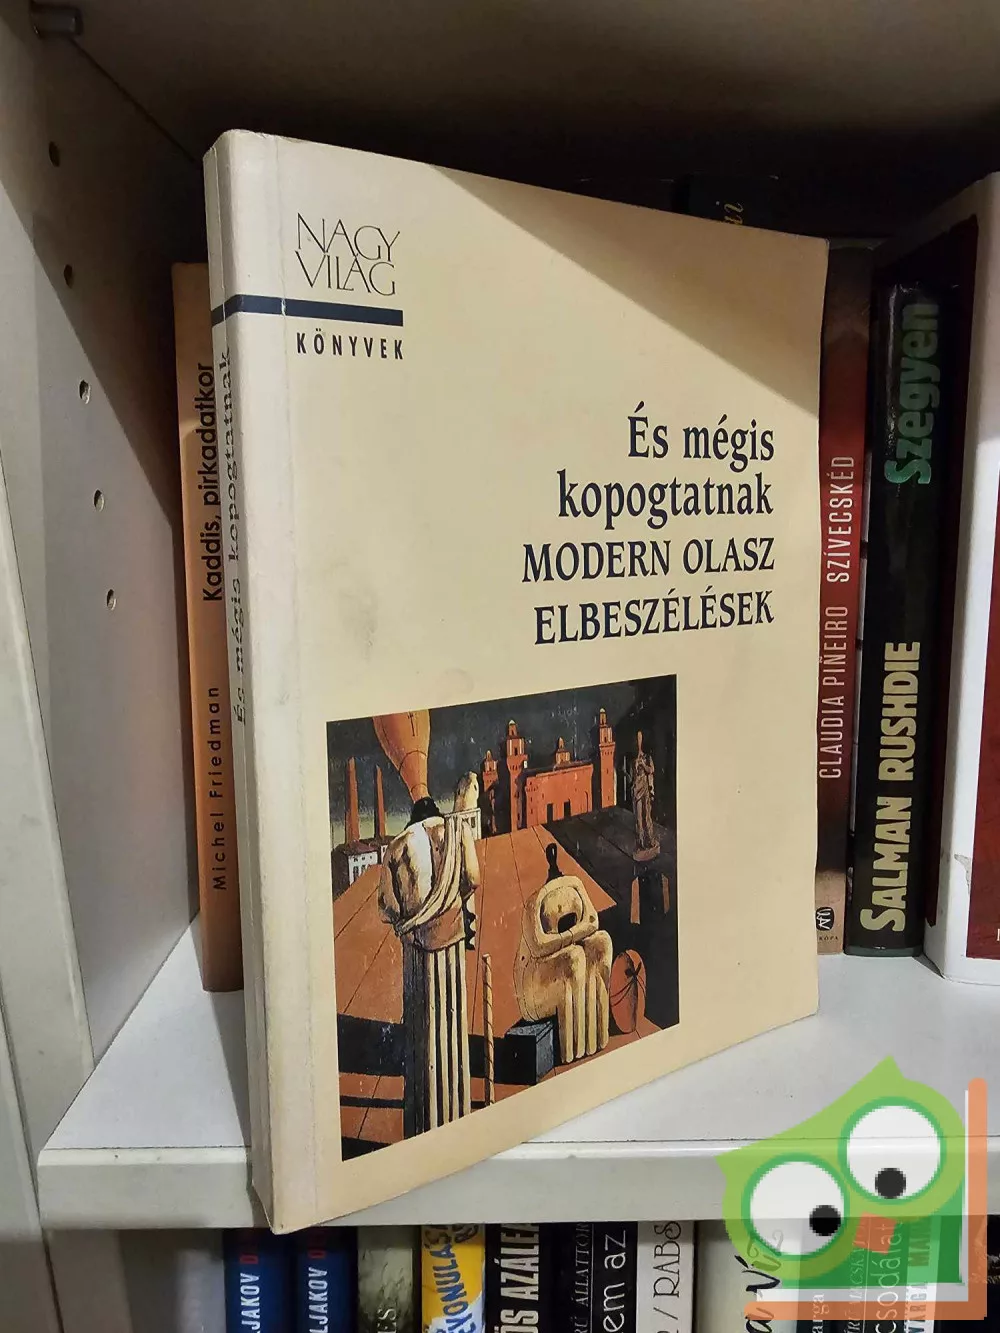 NAGY
VILÁG
KÖNYVEK
És mégis
kopogtatnak
MODERN OLASZ
ELBESZÉLÉSEK
És mégis kopogtatnak
Michel Friedman Kaddis, pirkadatkor
CLAUDIA PIÑEIRO SZÍVECSKÉD
SALMAN RUSHDIE Szégyen